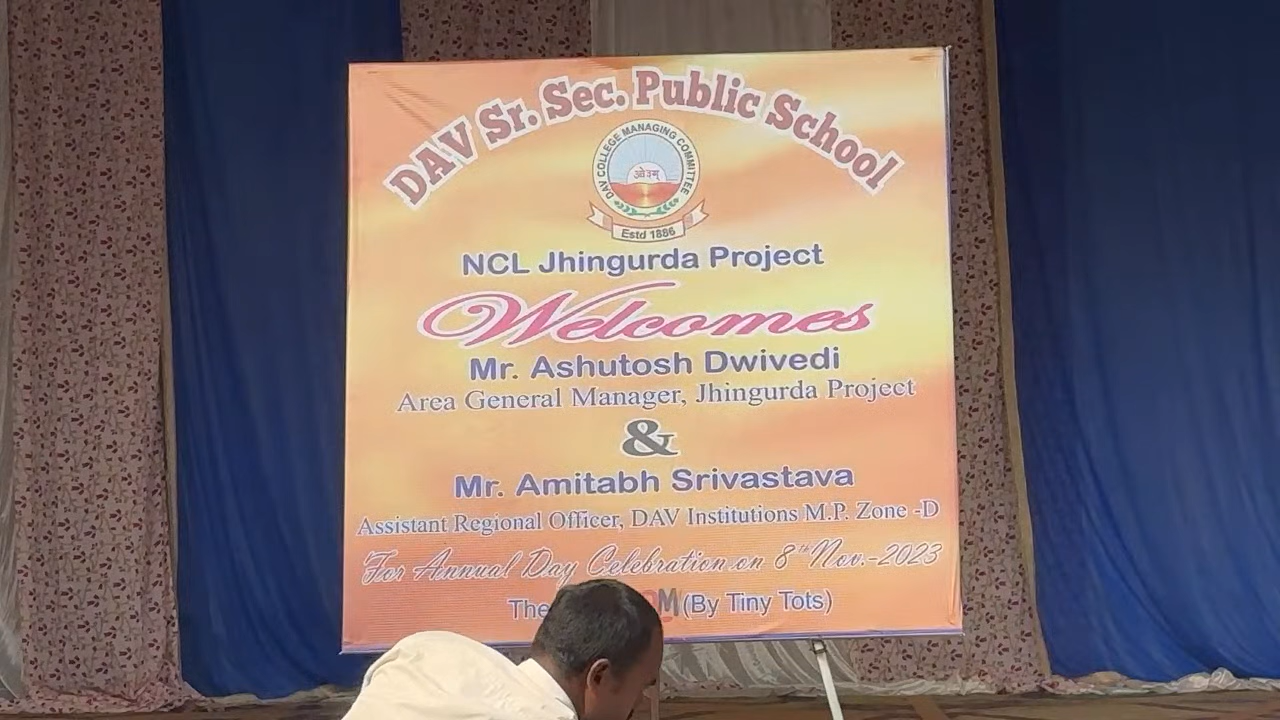 DAV Sr. Sec. Public School
DAV COLLEGE MANAGING COMMITTEE
ओ३म्
Estd 1886
NCL Jhingurda Project
Welcomes
Mr. Ashutosh Dwivedi
Area General Manager, Jhingurda Project
&
Mr. Amitabh Srivastava
Assistant Regional Officer, DAV Institutions M.P. Zone -D
For Annual Day Celebration on 8th Nov.-2023
(By Tiny Tots)